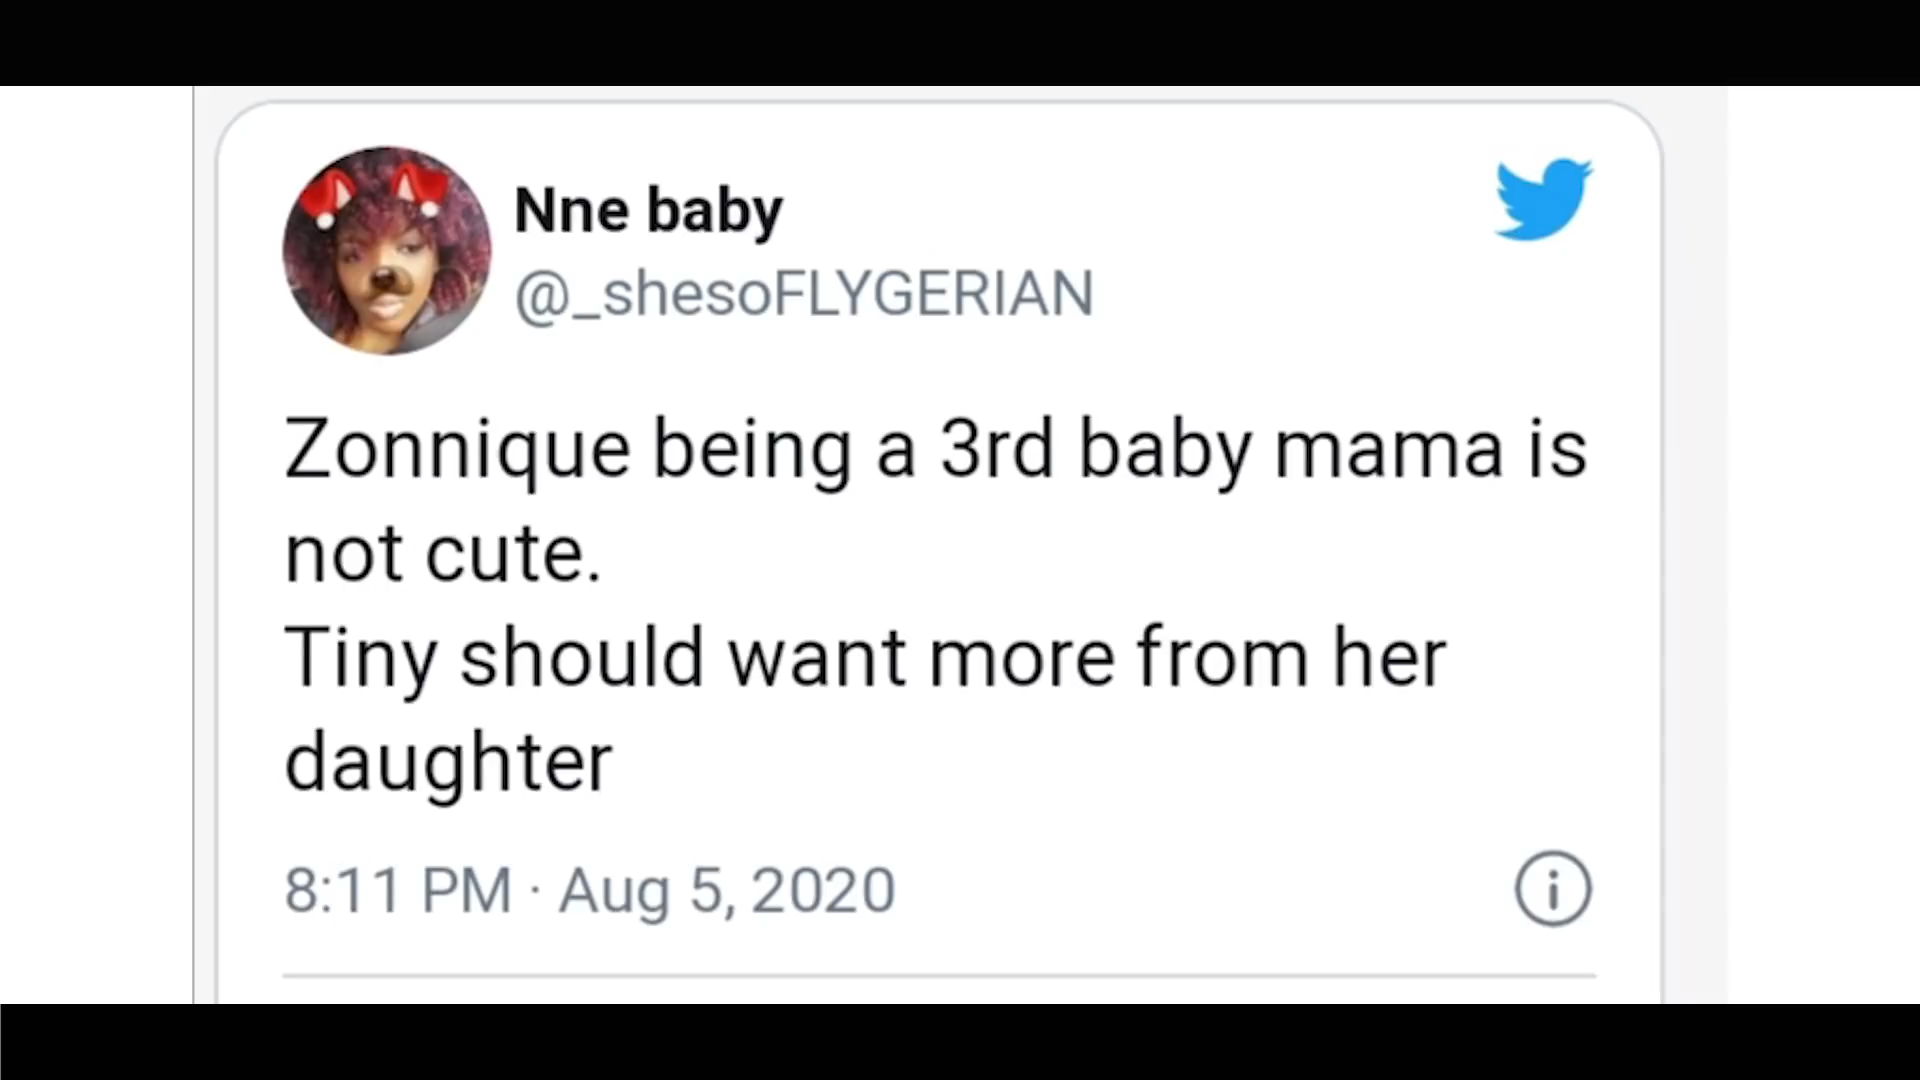 Nne baby
@_shesoFLYGERIAN
Zonnique being a 3rd baby mama is
not cute.
Tiny should want more from her
daughter
8:11 PM · Aug 5, 2020